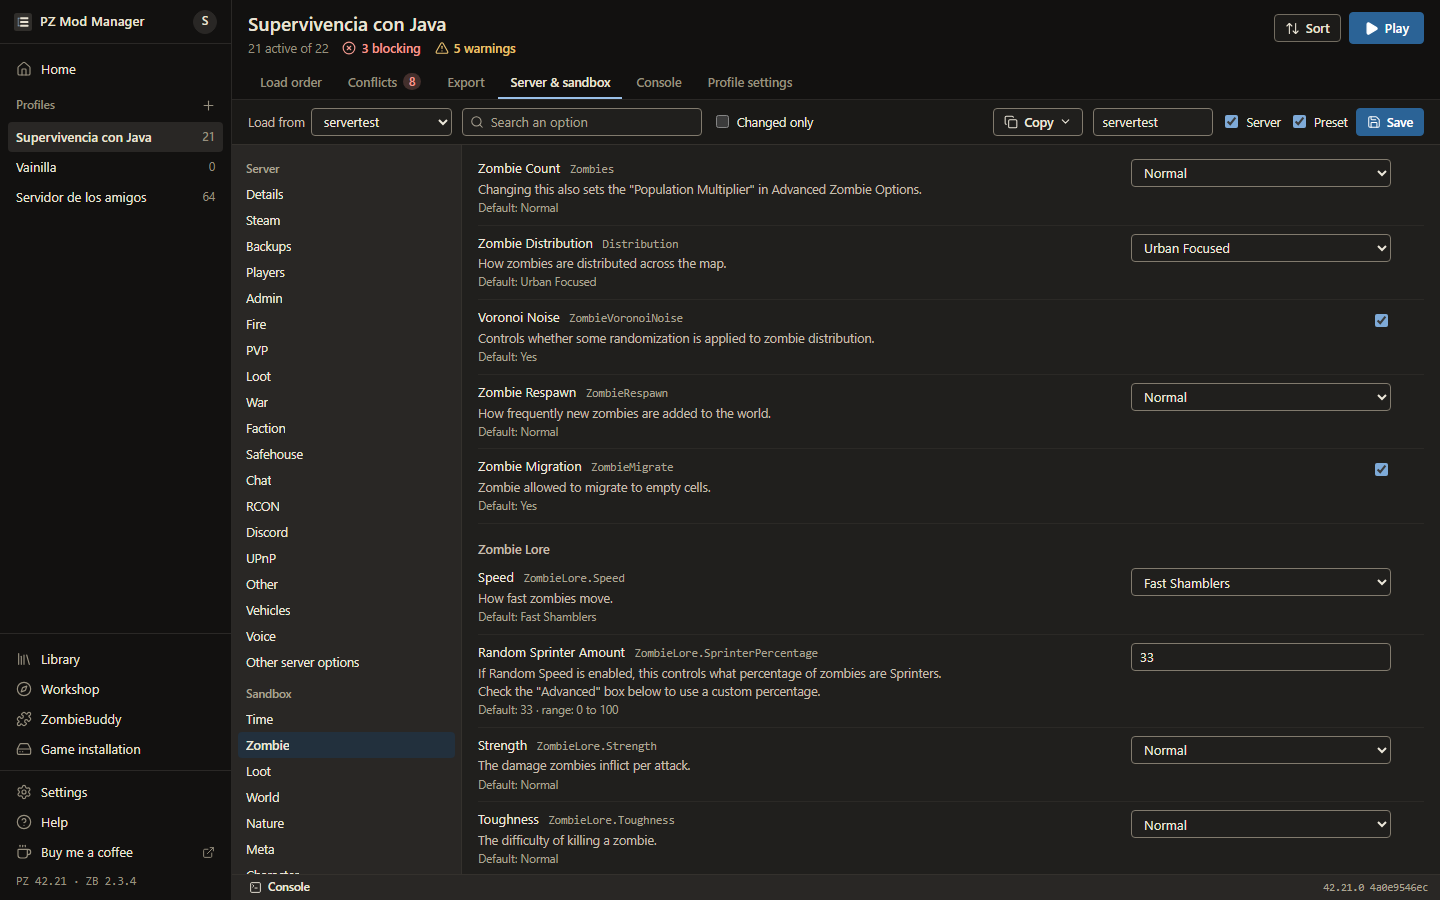 PZ Mod Manager
S
Home
Profiles
Supervivencia con Java 21
Vainilla 0
Servidor de los amigos 64
Library
Workshop
ZombieBuddy
Game installation
Settings
Help
Buy me a coffee
PZ 42.21 · ZB 2.3.4
Supervivencia con Java
21 active of 22 3 blocking 5 warnings
Sort
Play
Load order Conflicts 8 Export Server & sandbox Console Profile settings
Load from servertest Search an option Changed only Copy servertest Server Preset Save
Server
Details
Steam
Backups
Players
Admin
Fire
PVP
Loot
War
Faction
Safehouse
Chat
RCON
Discord
UPnP
Other
Vehicles
Voice
Other server options
Sandbox
Time
Zombie
Loot
World
Nature
Meta
Character
Zombie Count Zombies
Changing this also sets the "Population Multiplier" in Advanced Zombie Options.
Default: Normal
Normal
Zombie Distribution Distribution
How zombies are distributed across the map.
Default: Urban Focused
Urban Focused
Voronoi Noise ZombieVoronoiNoise
Controls whether some randomization is applied to zombie distribution.
Default: Yes
Zombie Respawn ZombieRespawn
How frequently new zombies are added to the world.
Default: Normal
Normal
Zombie Migration ZombieMigrate
Zombie allowed to migrate to empty cells.
Default: Yes
Zombie Lore
Speed ZombieLore.Speed
How fast zombies move.
Default: Fast Shamblers
Fast Shamblers
Random Sprinter Amount ZombieLore.SprinterPercentage
If Random Speed is enabled, this controls what percentage of zombies are Sprinters.
Check the "Advanced" box below to use a custom percentage.
Default: 33 · range: 0 to 100
33
Strength ZombieLore.Strength
The damage zombies inflict per attack.
Default: Normal
Normal
Toughness ZombieLore.Toughness
The difficulty of killing a zombie.
Default: Normal
Normal
Console
42.21.0 4a0e9546ec